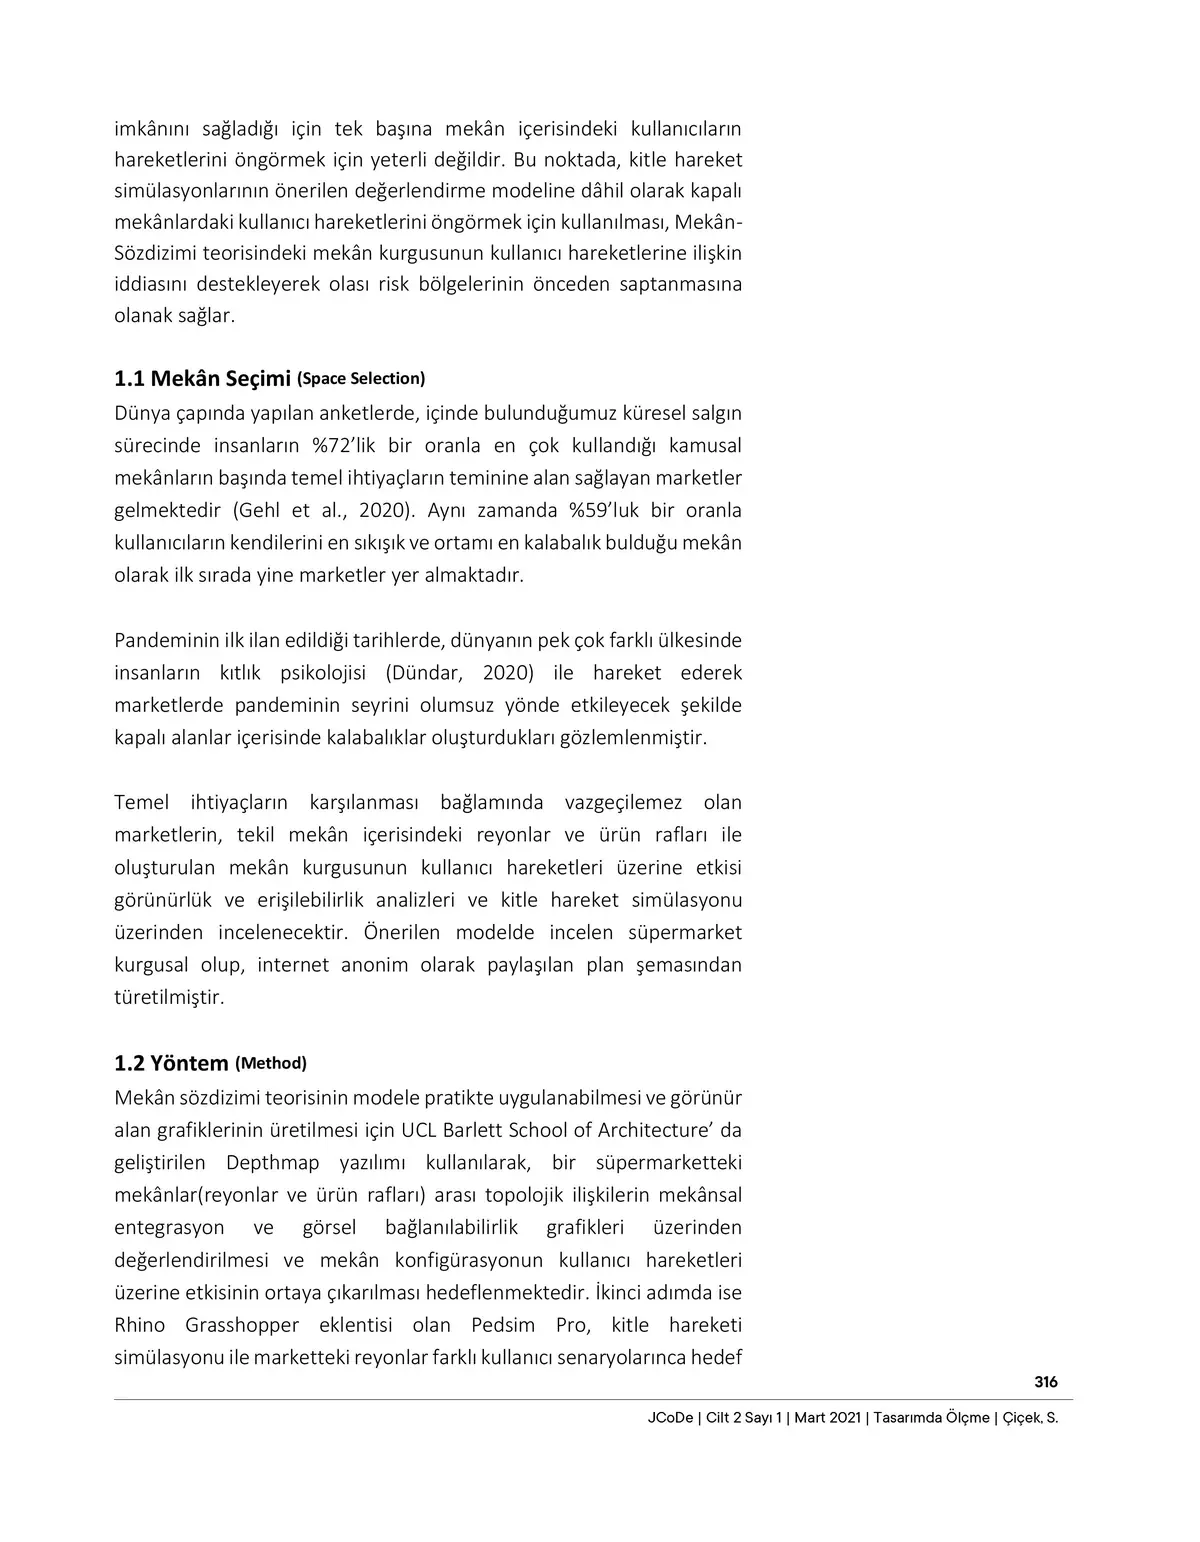 imkânını sağladığı için tek başına mekân içerisindeki kullanıcıların
hareketlerini öngörmek için yeterli değildir. Bu noktada, kitle hareket
simülasyonlarının önerilen değerlendirme modeline dâhil olarak kapalı
mekânlardaki kullanıcı hareketlerini öngörmek için kullanılması, Mekân-
Sözdizimi teorisindeki mekân kurgusunun kullanıcı hareketlerine ilişkin
iddiasını destekleyerek olası risk bölgelerinin önceden saptanmasına
olanak sağlar.
1.1 Mekân Seçimi (Space Selection)
Dünya çapında yapılan anketlerde, içinde bulunduğumuz küresel salgın
sürecinde insanların %72’lik bir oranla en çok kullandığı kamusal
mekânların başında temel ihtiyaçların teminine alan sağlayan marketler
gelmektedir (Gehl et al., 2020). Aynı zamanda %59’luk bir oranla
kullanıcıların kendilerini en sıkışık ve ortamı en kalabalık bulduğu mekân
olarak ilk sırada yine marketler yer almaktadır.
Pandeminin ilk ilan edildiği tarihlerde, dünyanın pek çok farklı ülkesinde
insanların kıtlık psikolojisi (Dündar, 2020) ile hareket ederek
marketlerde pandeminin seyrini olumsuz yönde etkileyecek şekilde
kapalı alanlar içerisinde kalabalıklar oluşturdukları gözlemlenmiştir.
Temel ihtiyaçların karşılanması bağlamında vazgeçilemez olan
marketlerin, tekil mekân içerisindeki reyonlar ve ürün rafları ile
oluşturulan mekân kurgusunun kullanıcı hareketleri üzerine etkisi
görünürlük ve erişilebilirlik analizleri ve kitle hareket simülasyonu
üzerinden incelenecektir. Önerilen modelde incelen süpermarket
kurgusal olup, internet anonim olarak paylaşılan plan şemasından
türetilmiştir.
1.2 Yöntem (Method)
Mekân sözdizimi teorisinin modele pratikte uygulanabilmesi ve görünür
alan grafiklerinin üretilmesi için UCL Barlett School of Architecture’ da
geliştirilen Depthmap yazılımı kullanılarak, bir süpermarketteki
mekânlar(reyonlar ve ürün rafları) arası topolojik ilişkilerin mekânsal
entegrasyon ve görsel bağlanılabilirlik grafikleri üzerinden
değerlendirilmesi ve mekân konfigürasyonun kullanıcı hareketleri
üzerine etkisinin ortaya çıkarılması hedeflenmektedir. İkinci adımda ise
Rhino Grasshopper eklentisi olan Pedsim Pro, kitle hareketi
simülasyonu ile marketteki reyonlar farklı kullanıcı senaryolarınca hedef
316
JCoDe | Cilt 2 Sayı 1 | Mart 2021 | Tasarımda Ölçme | Çiçek, S.